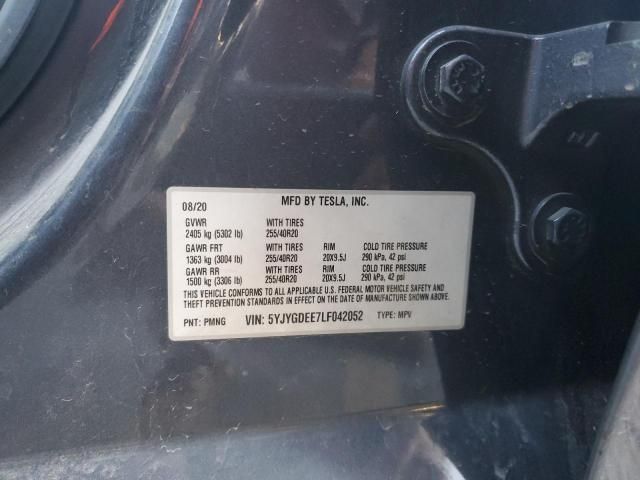 MFD BY TESLA, INC.
08/20
GVWR WITH TIRES
2405 kg (5302 lb) 255/40R20
GAWR FRT WITH TIRES RIM COLD TIRE PRESSURE
1363 kg (3004 lb) 255/40R20 20X9.5J 290 kPa, 42 psi
GAWR RR WITH TIRES RIM COLD TIRE PRESSURE
1500 kg (3306 lb) 255/40R20 20X9.5J 290 kPa, 42 psi
THIS VEHICLE CONFORMS TO ALL APPLICABLE U.S. FEDERAL MOTOR VEHICLE SAFETY AND
THEFT PREVENTION STANDARDS IN EFFECT ON THE DATE OF MANUFACTURE SHOWN ABOVE.
PNT: PMNG VIN: 5YJYGDEE7LF042052 TYPE: MPV